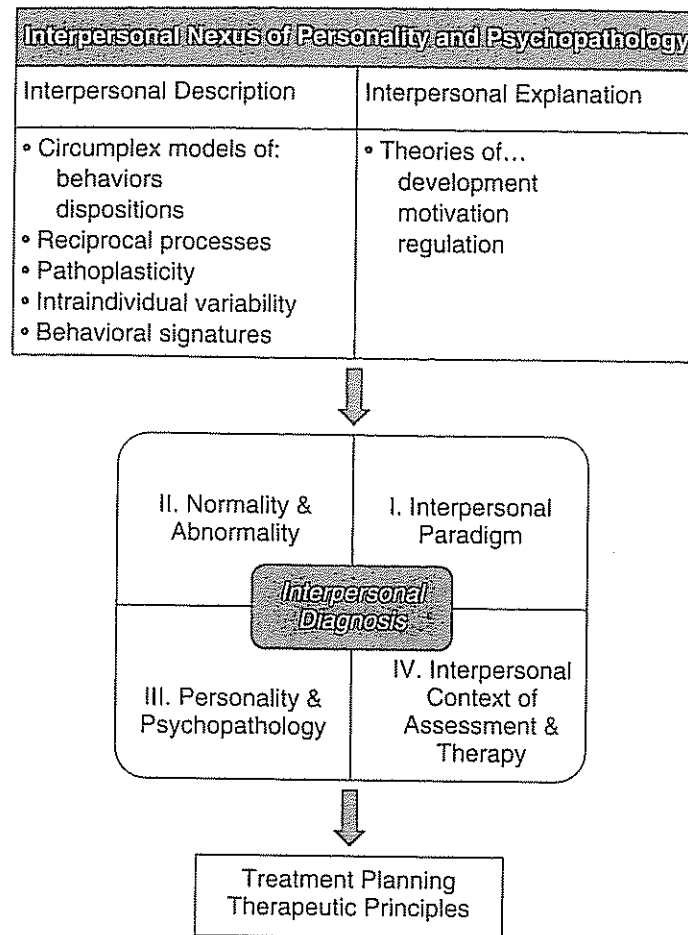 Interpersonal Nexus of Personality and Psychopathology
Interpersonal Description
Interpersonal Explanation
• Circumplex models of:
behaviors
dispositions
• Reciprocal processes
• Pathoplasticity
• Intraindividual variability
• Behavioral signatures
• Theories of...
development
motivation
regulation
II. Normality &
Abnormality
I. Interpersonal
Paradigm
Interpersonal
Diagnosis
III. Personality &
Psychopathology
IV. Interpersonal
Context of
Assessment &
Therapy
Treatment Planning
Therapeutic Principles